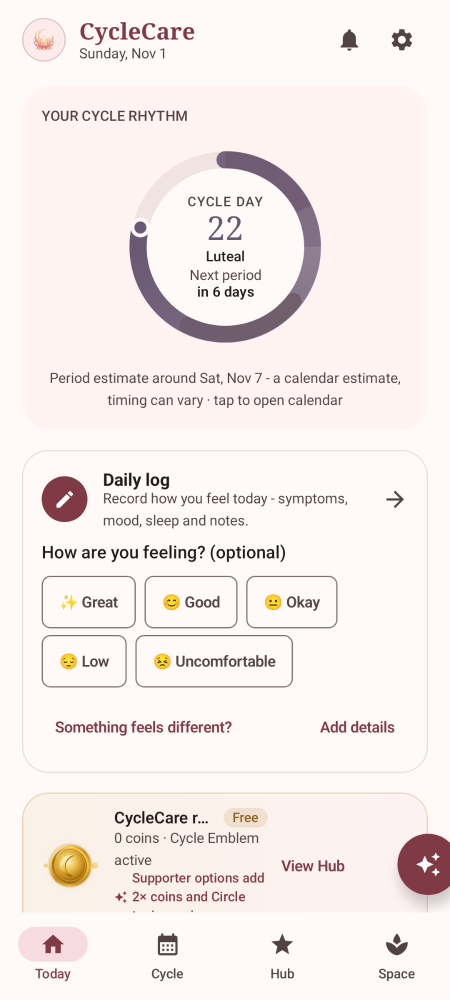 CycleCare
Sunday, Nov 1
YOUR CYCLE RHYTHM
CYCLE DAY
22
Luteal
Next period
in 6 days
Period estimate around Sat, Nov 7 - a calendar estimate,
timing can vary · tap to open calendar
Daily log
Record how you feel today - symptoms,
mood, sleep and notes.
How are you feeling? (optional)
✨ Great
😊 Good
😐 Okay
😔 Low
😣 Uncomfortable
Something feels different?
Add details
CycleCare r...
Free
0 coins · Cycle Emblem
active
View Hub
Supporter options add
2× coins and Circle
Today
Cycle
Hub
Space